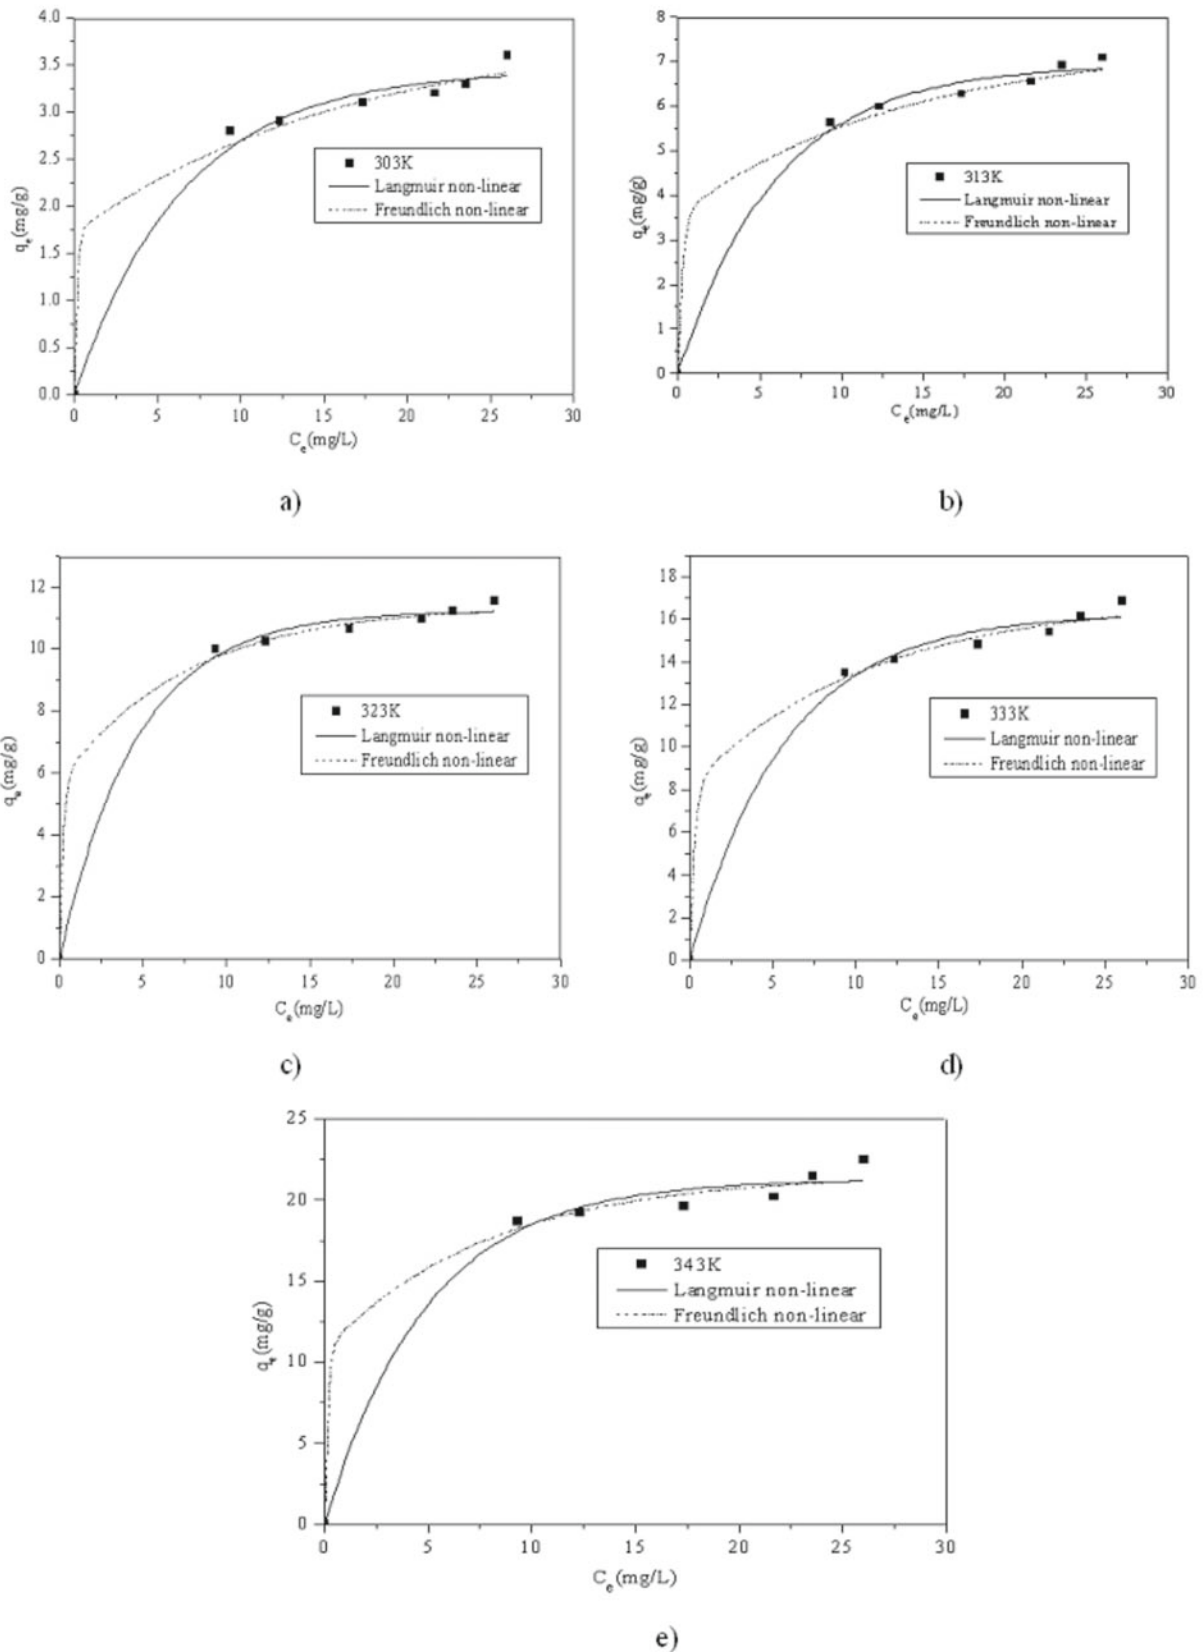 4.0
3.5
3.0
2.5
2.0
1.5
1.0
0.5
0.0
qe(mg/g)
303K
Langmuir non-linear
Freundlich non-linear
0 5 10 15 20 25 30
Ce(mg/L)
a)
8
7
6
5
4
3
2
1
0
qe(mg/g)
313K
Langmuir non-linear
Freundlich non-linear
0 5 10 15 20 25 30
Ce(mg/L)
b)
12
10
8
6
4
2
0
qe(mg/g)
323K
Langmuir non-linear
Freundlich non-linear
0 5 10 15 20 25 30
Ce(mg/L)
c)
18
16
14
12
10
8
6
4
2
0
qe(mg/g)
333K
Langmuir non-linear
Freundlich non-linear
0 5 10 15 20 25 30
Ce(mg/L)
d)
25
20
15
10
5
0
qe(mg/g)
343K
Langmuir non-linear
Freundlich non-linear
0 5 10 15 20 25 30
Ce(mg/L)
e)